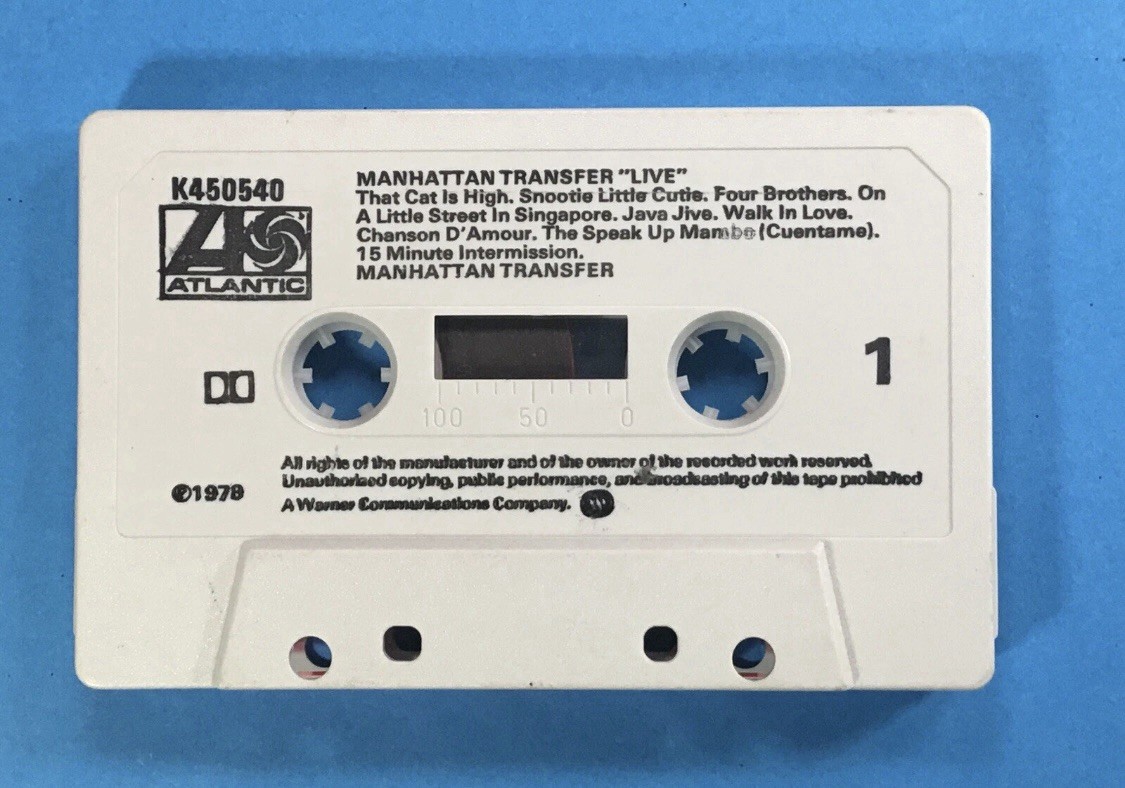 K450540
ATLANTIC
MANHATTAN TRANSFER "LIVE"
That Cat Is High. Snootie Little Cutie. Four Brothers. On
A Little Street In Singapore. Java Jive. Walk In Love.
Chanson D'Amour. The Speak Up Mambo (Cuentame).
15 Minute Intermission.
MANHATTAN TRANSFER
1
100 50 0
All rights of the manufacturer and of the owner of the recorded work reserved.
Unauthorised copying, public performance, and broadcasting of this tape prohibited
℗1978
A Warner Communications Company.